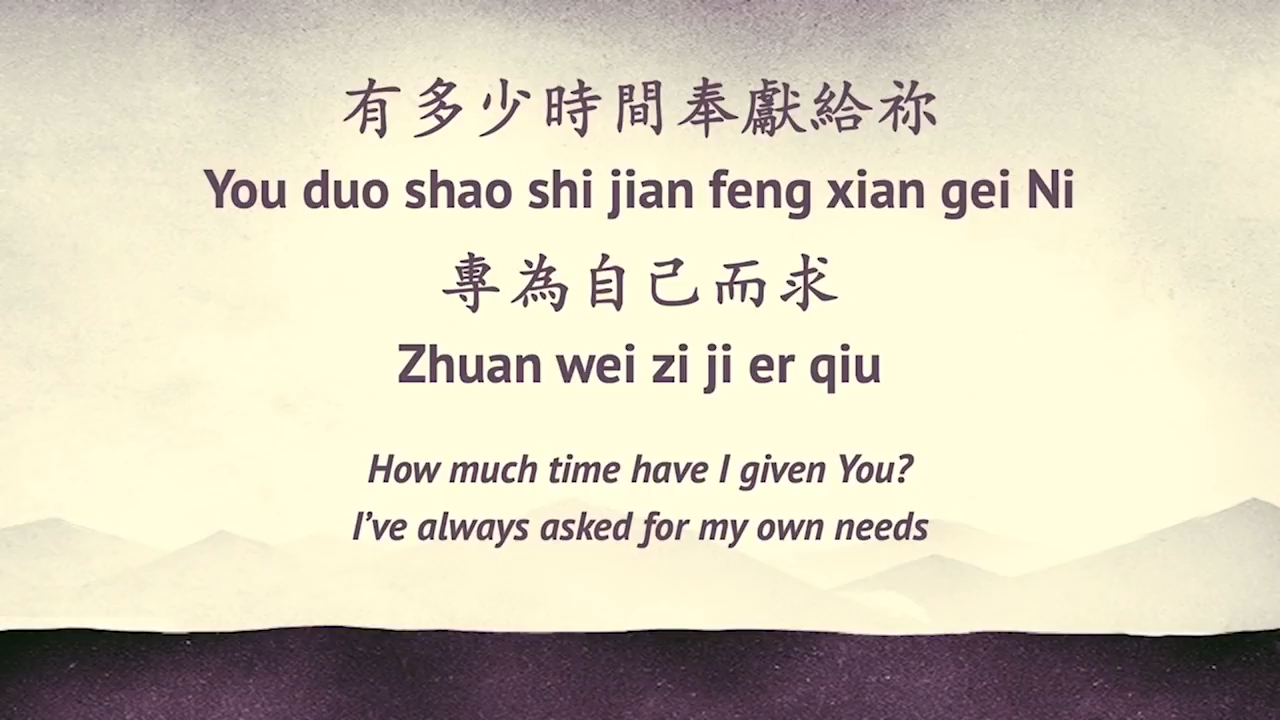 有多少時間奉獻給祢
You duo shao shi jian feng xian gei Ni
專為自己而求
Zhuan wei zi ji er qiu
How much time have I given You?
I’ve always asked for my own needs